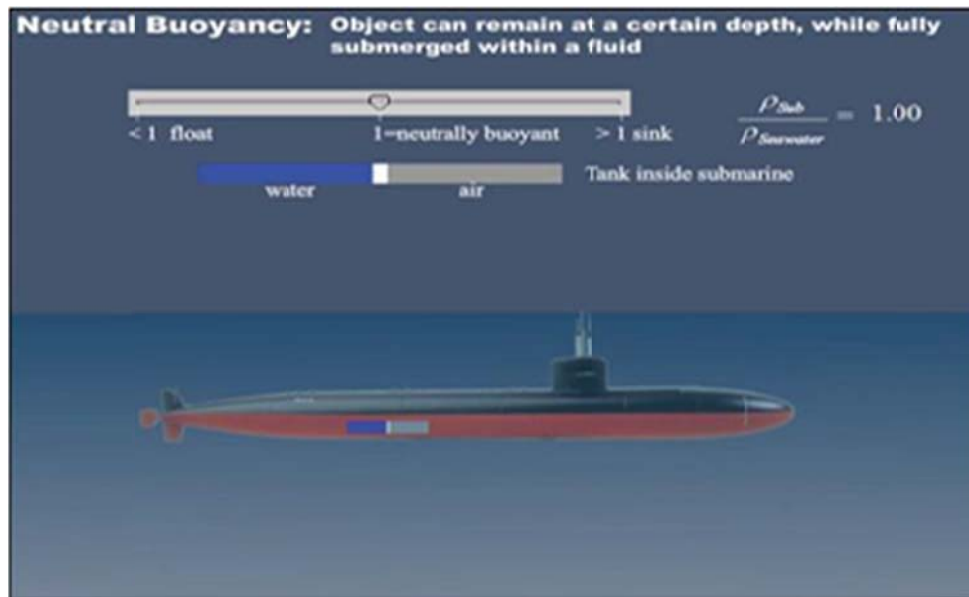 Neutral Buoyancy: Object can remain at a certain depth, while fully
submerged within a fluid
ρSub
ρSeawater
= 1.00
< 1 float
1=neutrally buoyant
> 1 sink
Tank inside submarine
water
air